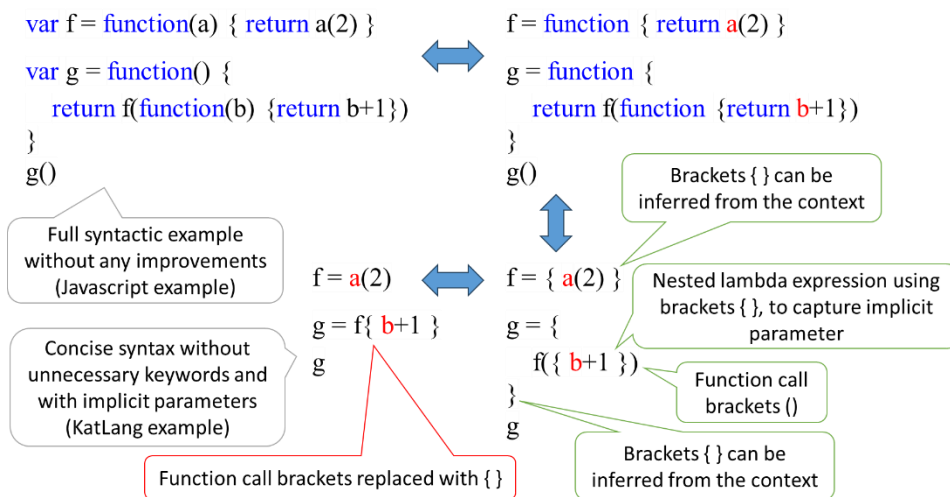 var f = function(a) { return a(2) }
var g = function() {
return f(function(b) {return b+1})
}
g()
f = function { return a(2) }
g = function {
return f(function {return b+1})
}
g()
Full syntactic example
without any improvements
(Javascript example)
Brackets { } can be
inferred from the context
f = a(2)
g = f{ b+1 }
g
f = { a(2) }
g = {
f({ b+1 })
}
g
Nested lambda expression using
brackets { }, to capture implicit
parameter
Concise syntax without
unnecessary keywords and
with implicit parameters
(KatLang example)
Function call
brackets ()
Function call brackets replaced with { }
Brackets { } can be
inferred from the context